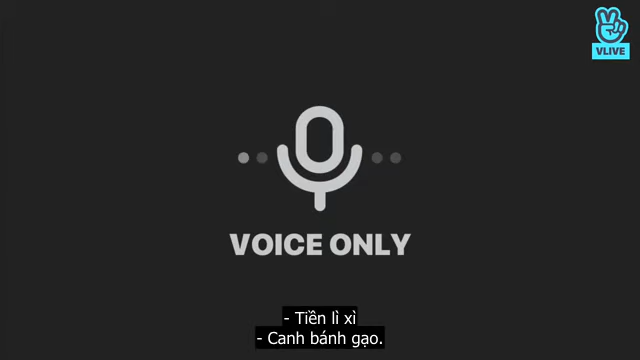 VLIVE
VOICE ONLY
- Tiền lì xì
- Canh bánh gạo.